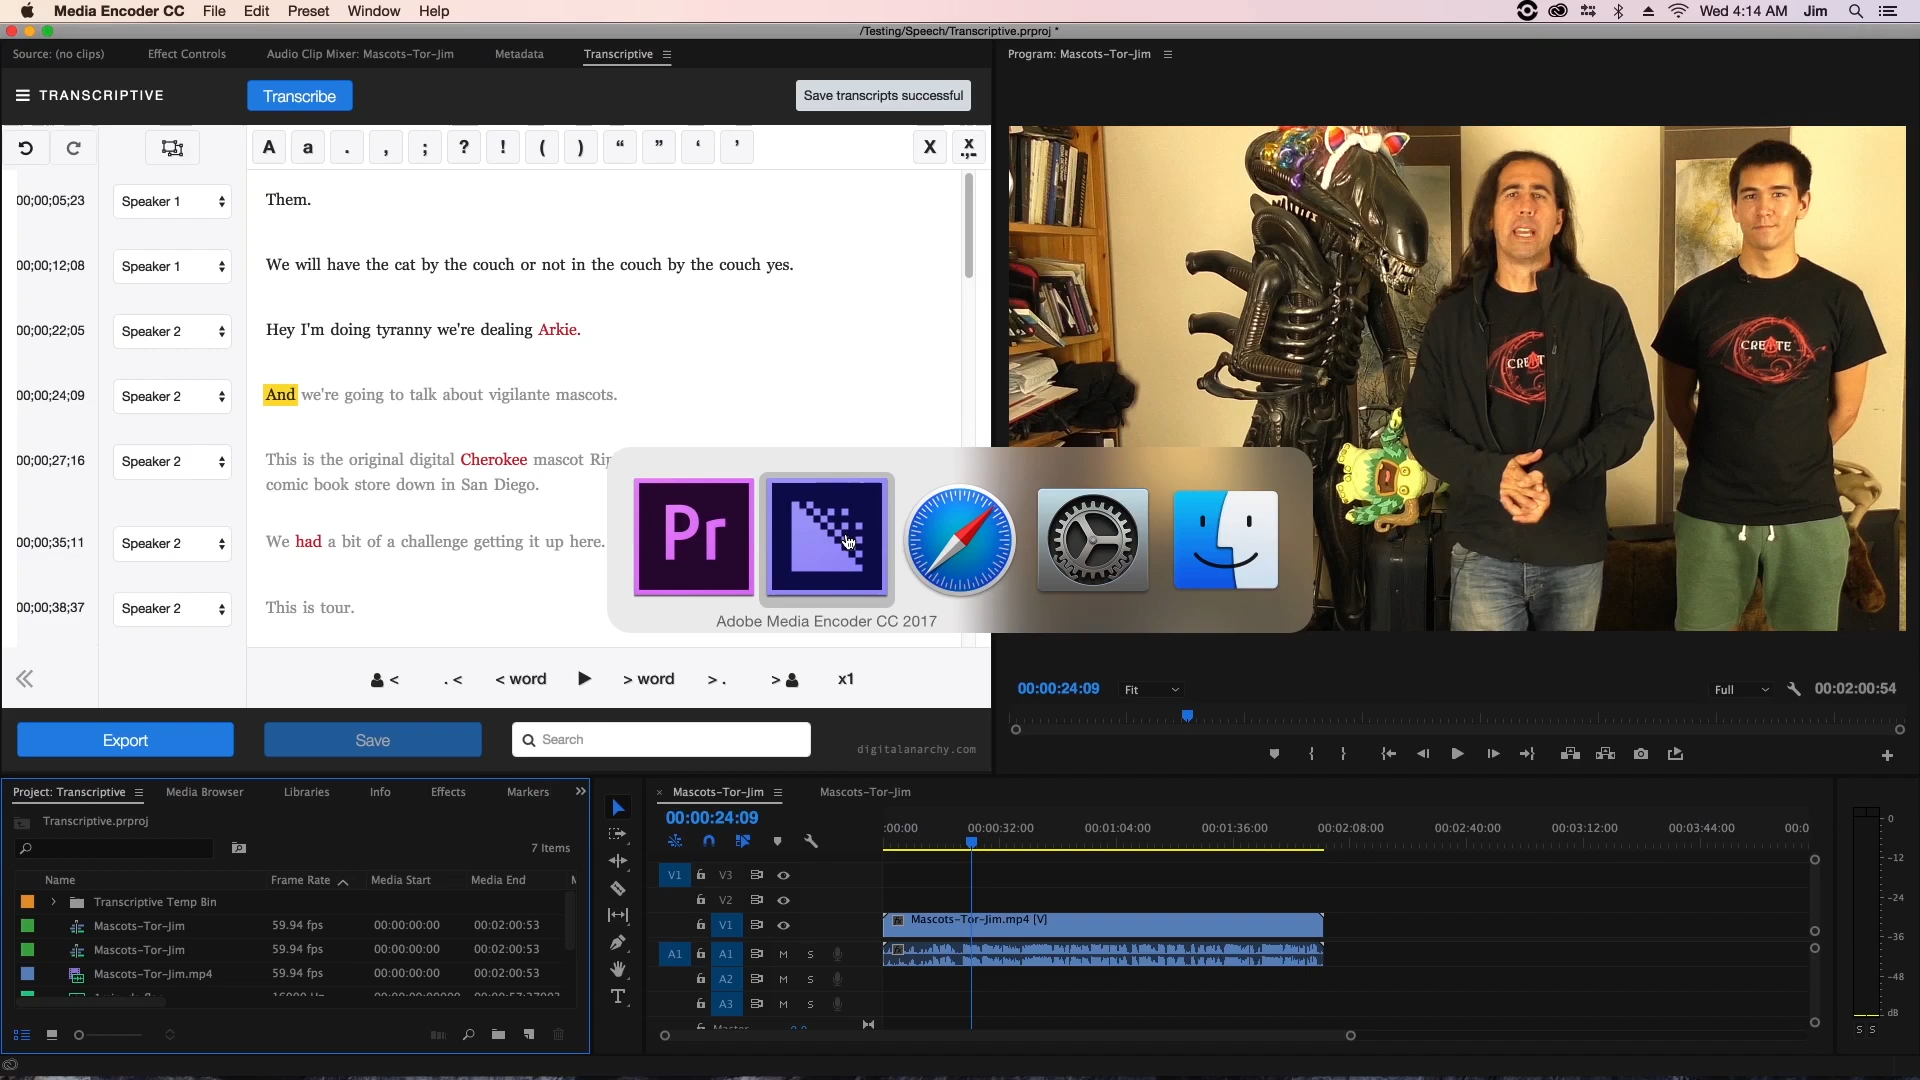 Media Encoder CC File Edit Preset Window Help
Wed 4:14 AM Jim
/Testing/Speech/Transcriptive.prproj *
Source: (no clips) Effect Controls Audio Clip Mixer: Mascots-Tor-Jim Metadata Transcriptive
Program: Mascots-Tor-Jim
TRANSCRIPTIVE Transcribe Save transcripts successful
A a . , ; ? ! ( ) “ ” ‘ ’ X X
00;00;05;23 Speaker 1 Them.
00;00;12;08 Speaker 1 We will have the cat by the couch or not in the couch by the couch yes.
00;00;22;05 Speaker 2 Hey I'm doing tyranny we're dealing Arkie.
00;00;24;09 Speaker 2 And we're going to talk about vigilante mascots.
00;00;27;16 Speaker 2 This is the original digital Cherokee mascot
comic book store down in San Diego.
00;00;35;11 Speaker 2 We had a bit of a challenge getting it up here.
00;00;38;37 Speaker 2 This is tour.
CREATE
CREATE
Pr
Adobe Media Encoder CC 2017
< . < < word > word > . > x1
00:00:24:09 Fit Full 00:02:00:54
Export Save Search digitalanarchy.com
Project: Transcriptive Media Browser Libraries Info Effects Markers
Transcriptive.prproj
7 Items
Name Frame Rate Media Start Media End
Transcriptive Temp Bin
Mascots-Tor-Jim 59.94 fps 00:00:00:00 00:02:00:53
Mascots-Tor-Jim 59.94 fps 00:00:00:00 00:02:00:53
Mascots-Tor-Jim.mp4 59.94 fps 00:00:00:00 00:02:00:53
× Mascots-Tor-Jim Mascots-Tor-Jim
00:00:24:09
:00:00 00:00:32:00 00:01:04:00 00:01:36:00 00:02:08:00 00:02:40:00 00:03:12:00 00:03:44:00 00:0
V1 V3
V2
V1 Mascots-Tor-Jim.mp4 [V]
A1 A1 M S
A2 M S
A3 M S
T
0
-12
-24
-36
-48
dB
S S